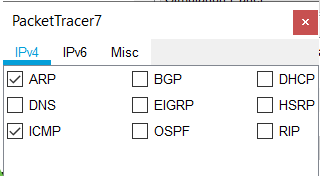 PacketTracer7
IPv4 IPv6 Misc
ARP BGP DHCP
DNS EIGRP HSRP
ICMP OSPF RIP